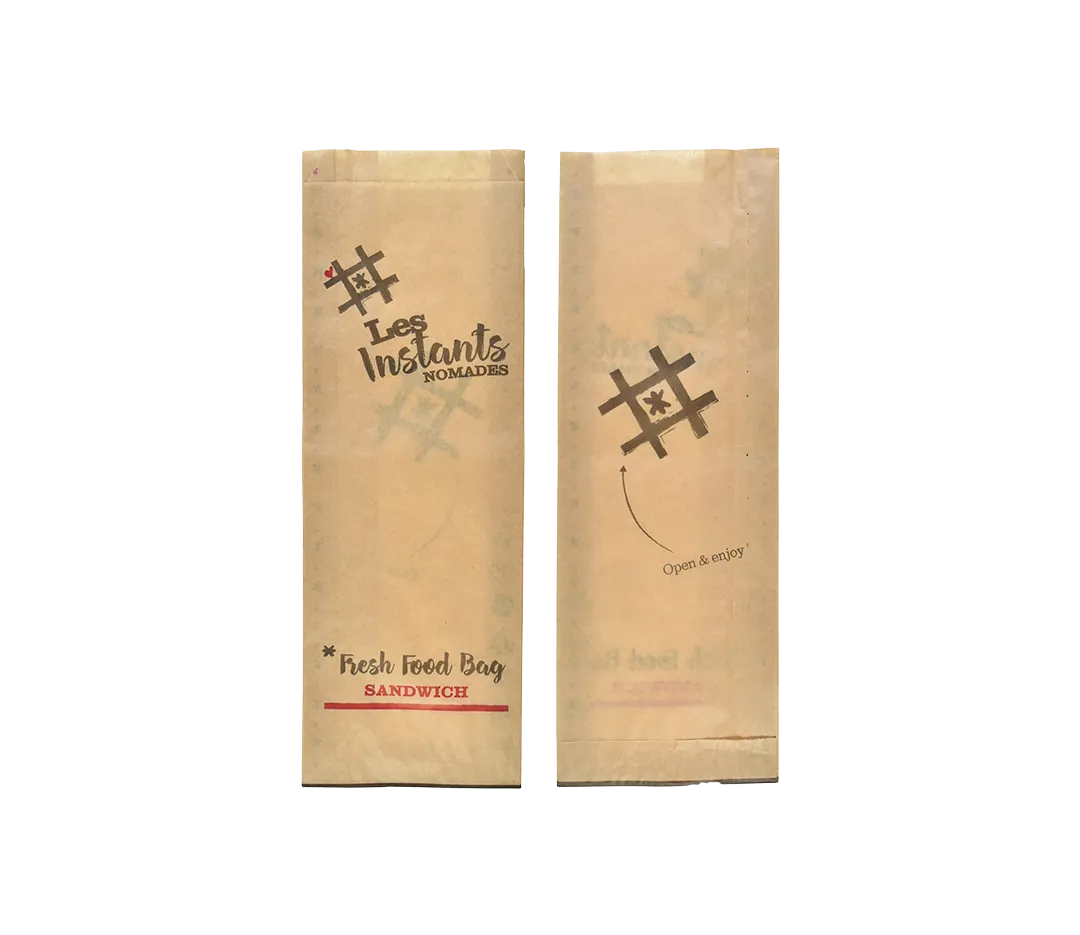 Les
Instants
NOMADES
* Fresh Food Bag
SANDWICH
Open & enjoy